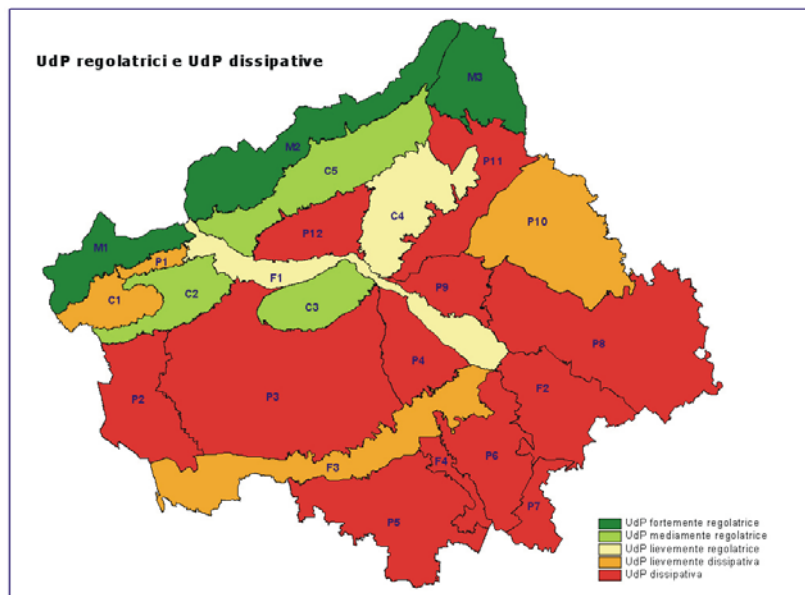 UdP regolatrici e UdP dissipative
M3
M2
P11
C5
C4
P10
P12
M1
P1
F1
P9
C1
C2
C3
P8
P4
P2
P3
F2
P6
F4
F3
P7
P5
UdP fortemente regolatrice
UdP mediamente regolatrice
UdP lievemente regolatrice
UdP lievemente dissipativa
UdP dissipativa